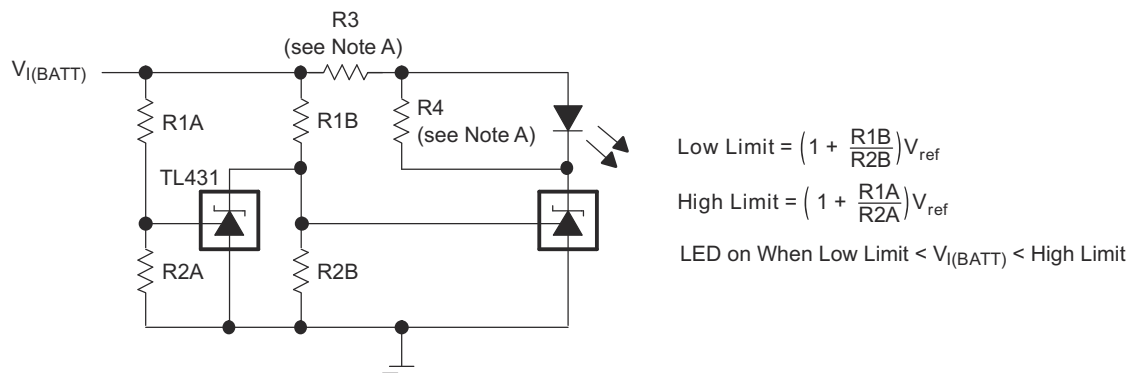 R3
(see Note A)
V_I(BATT)
R1A
R1B
R4
(see Note A)
TL431
R2A
R2B
Low Limit = (1 + R1B/R2B)V_ref
High Limit = (1 + R1A/R2A)V_ref
LED on When Low Limit < V_I(BATT) < High Limit